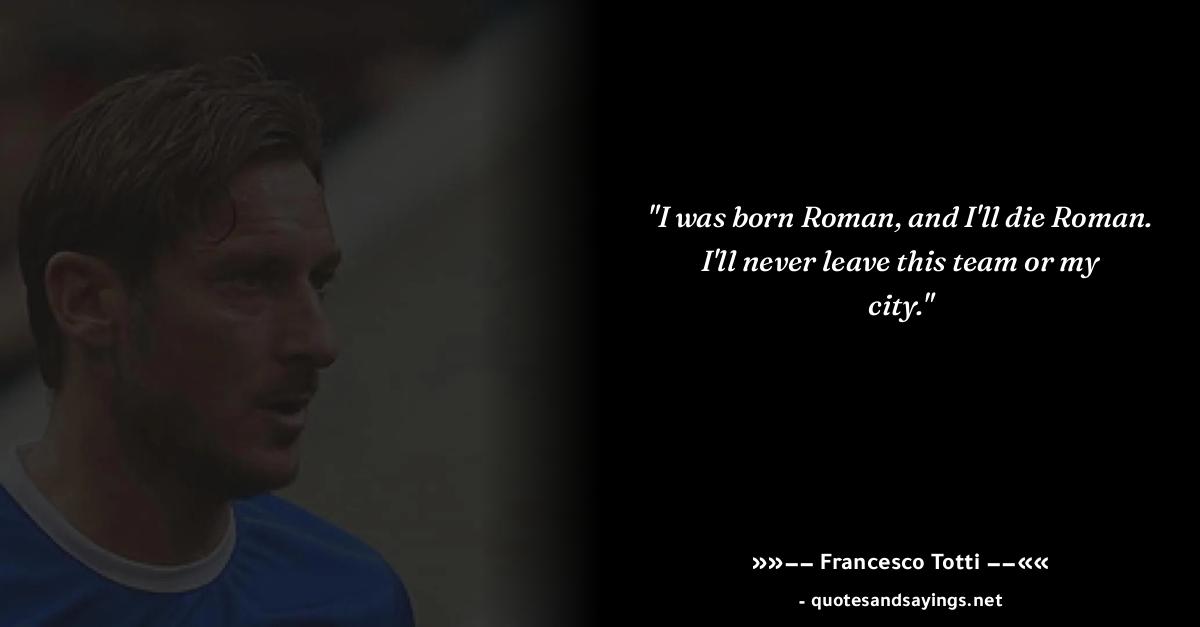 "I was born Roman, and I'll die Roman.
I'll never leave this team or my
city."
»»–– Francesco Totti ––««
- quotesandsayings.net